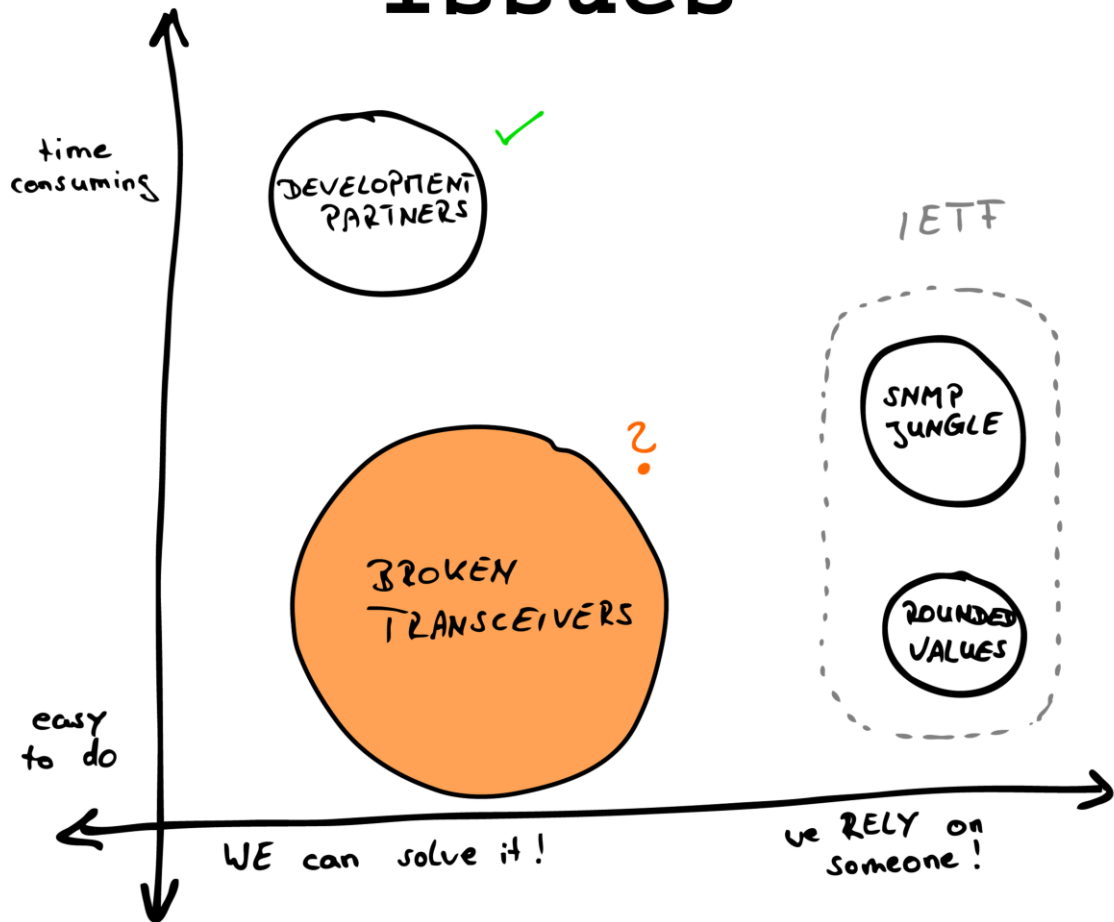 Issues
time
consuming
DEVELOPMENT
PARTNERS
IETF
SNMP
JUNGLE
?
BROKEN
TRANSCEIVERS
ROUNDED
VALUES
easy
to do
WE can solve it!
we RELY on
someone!